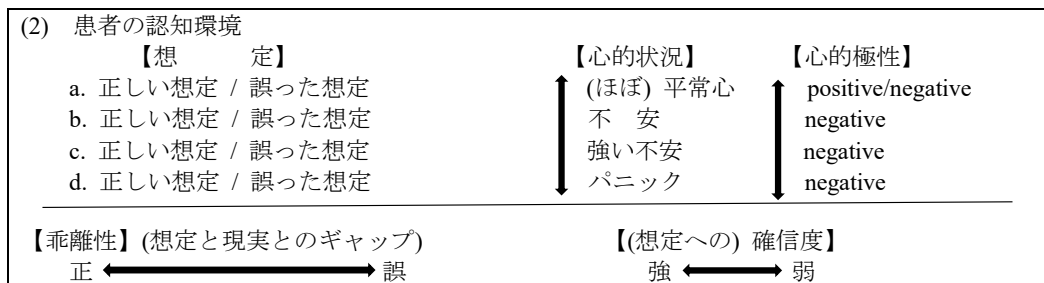 (2) 患者の認知環境
【想 定】 【心的状況】 【心的極性】
a. 正しい想定 / 誤った想定 (ほぼ) 平常心 positive/negative
b. 正しい想定 / 誤った想定 不 安 negative
c. 正しい想定 / 誤った想定 強い不安 negative
d. 正しい想定 / 誤った想定 パニック negative
【乖離性】(想定と現実とのギャップ) 【(想定への) 確信度】
正 誤 強 弱